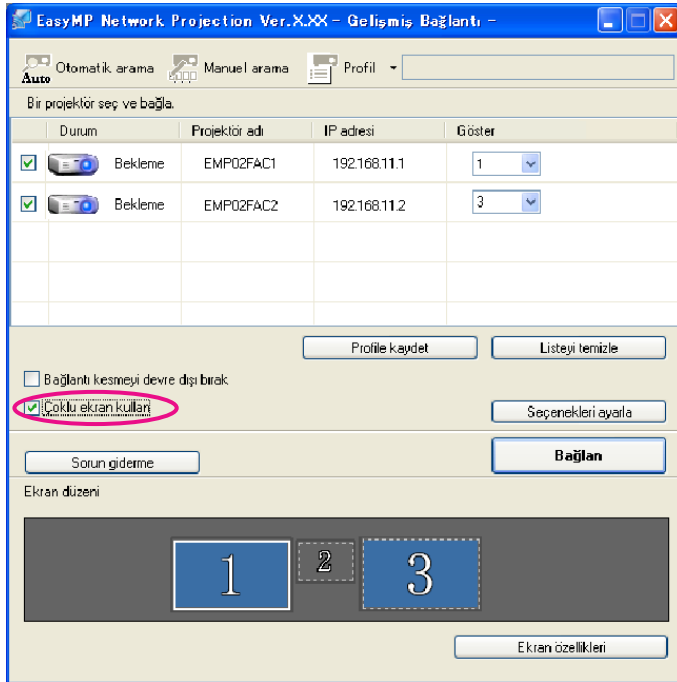 EasyMP Network Projection Ver.X.XX - Gelişmiş Bağlantı -
Auto Otomatik arama Manuel arama Profil
Bir projektör seç ve bağla.
Durum Projektör adı IP adresi Göster
Bekleme EMP02FAC1 192.168.11.1 1
Bekleme EMP02FAC2 192.168.11.2 3
Profile kaydet Listeyi temizle
Bağlantı kesmeyi devre dışı bırak
Çoklu ekran kullan
Seçenekleri ayarla
Bağlan
Sorun giderme
Ekran düzeni
1 2 3
Ekran özellikleri